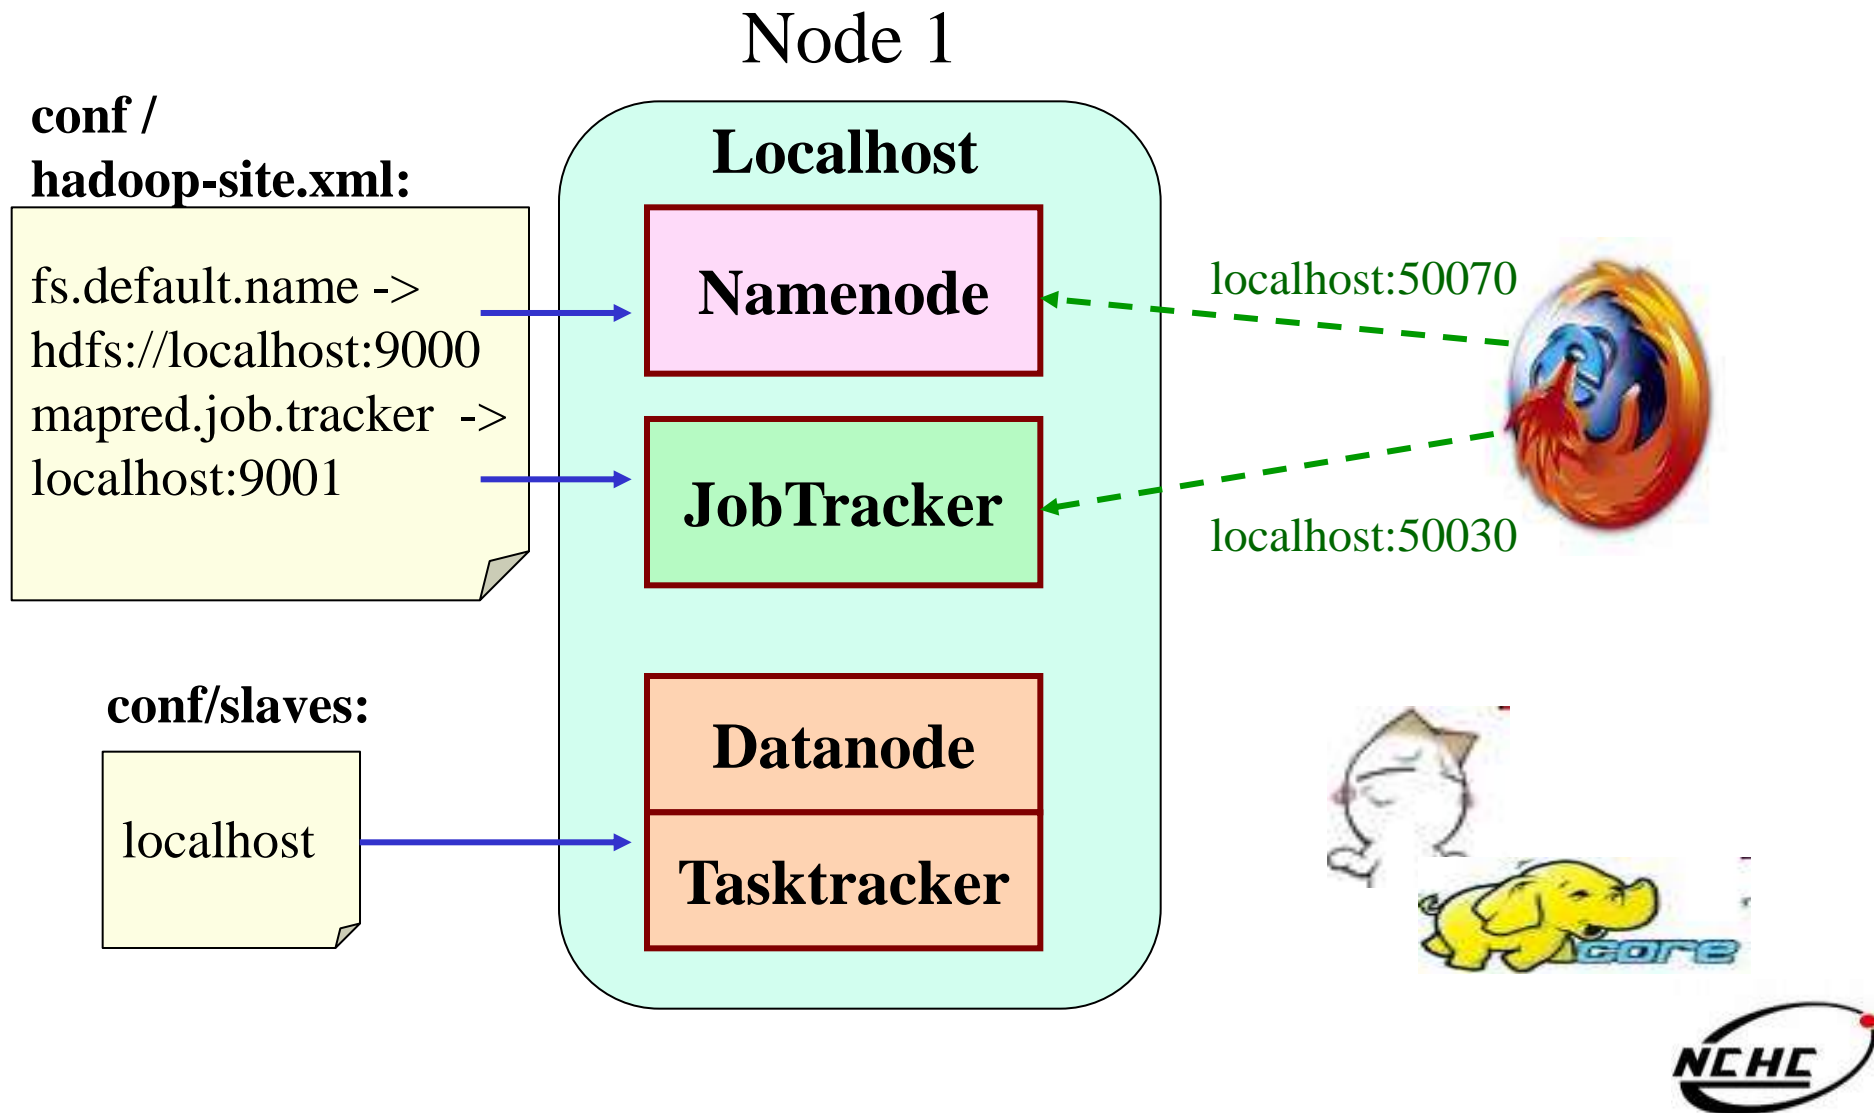 Node 1
conf /
hadoop-site.xml:
fs.default.name ->
hdfs://localhost:9000
mapred.job.tracker  ->
localhost:9001
Localhost
Namenode
JobTracker
Datanode
Tasktracker
localhost:50070
localhost:50030
conf/slaves:
localhost
core
NCHC